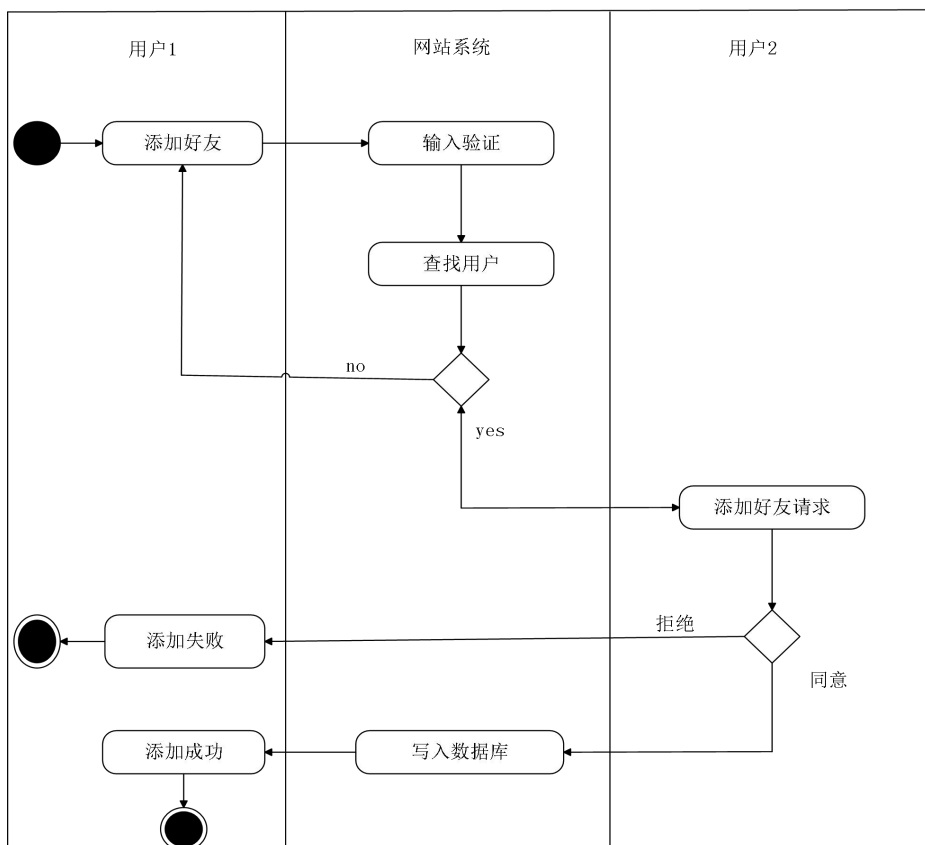 用户1
网站系统
用户2
添加好友
输入验证
查找用户
no
yes
添加好友请求
拒绝
添加失败
同意
添加成功
写入数据库